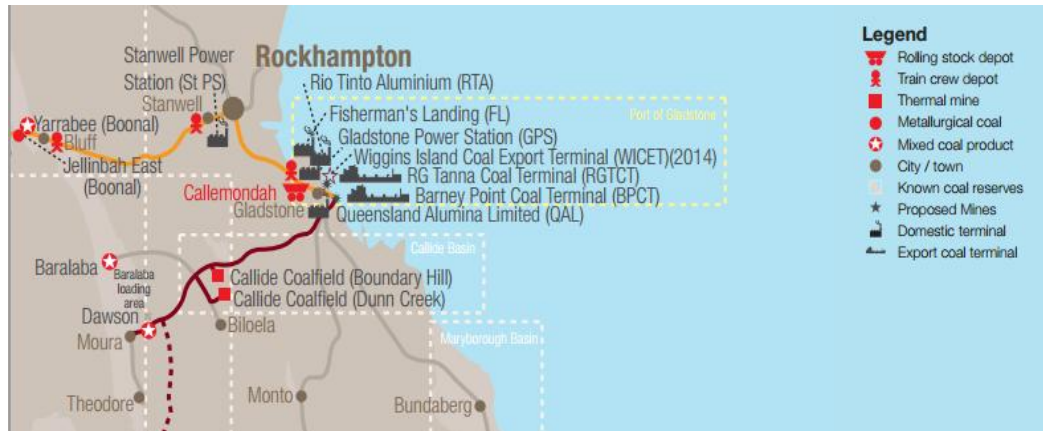 Stanwell Power
Station (St PS)
Stanwell
Rockhampton
Rio Tinto Aluminium (RTA)
Port of Gladstone
Fisherman's Landing (FL)
Gladstone Power Station (GPS)
Wiggins Island Coal Export Terminal (WICET)(2014)
RG Tanna Coal Terminal (RGTCT)
Barney Point Coal Terminal (BPCT)
Queensland Alumina Limited (QAL)
Yarrabee (Boonal)
Bluff
Jellinbah East
(Boonal)
Callemondah
Gladstone
Callide Basin
Baralaba
Baralaba
loading
area
Callide Coalfield (Boundary Hill)
Callide Coalfield (Dunn Creek)
Dawson
Moura
Biloela
Maryborough Basin
Theodore
Monto
Bundaberg
Legend
Rolling stock depot
Train crew depot
Thermal mine
Metallurgical coal
Mixed coal product
City / town
Known coal reserves
Proposed Mines
Domestic terminal
Export coal terminal